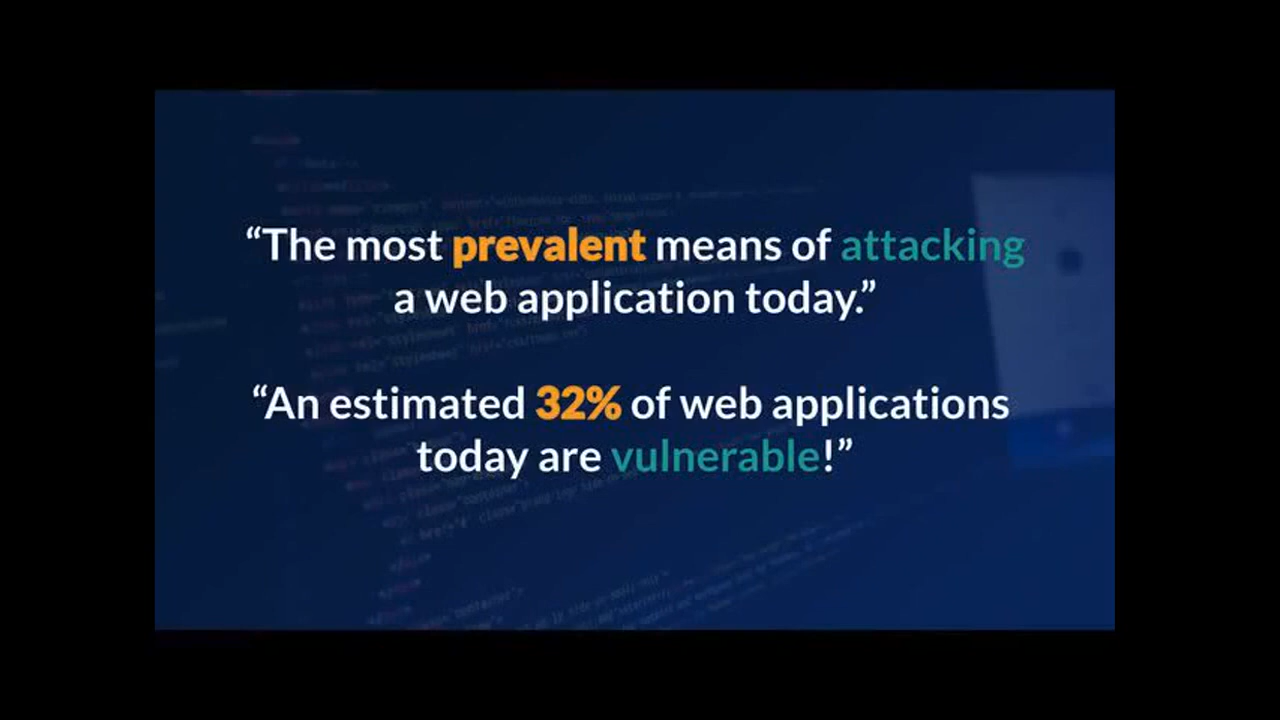 “The most prevalent means of attacking
a web application today.”
“An estimated 32% of web applications
today are vulnerable!”